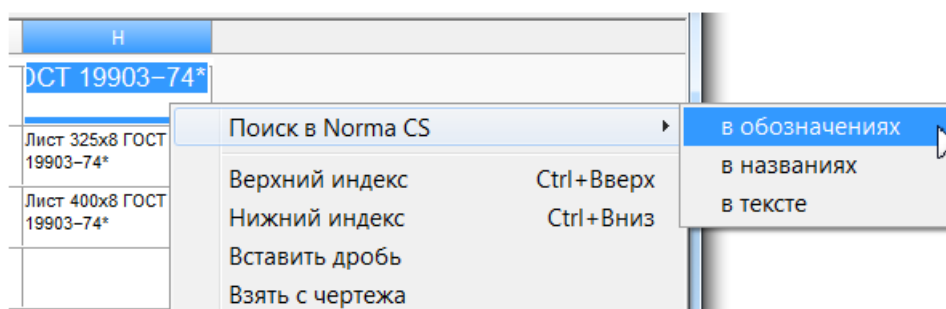 H
ОСТ 19903-74*
Поиск в Norma CS
в обозначениях
Лист 325х8 ГОСТ
19903-74*
в названиях
Верхний индекс Ctrl+Вверх
Лист 400х8 ГОСТ
19903-74*
в тексте
Нижний индекс Ctrl+Вниз
Вставить дробь
Взять с чертежа